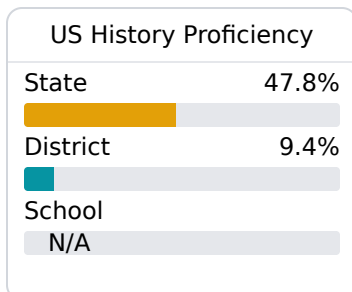 US History Proficiency
State 47.8%
District 9.4%
School
N/A